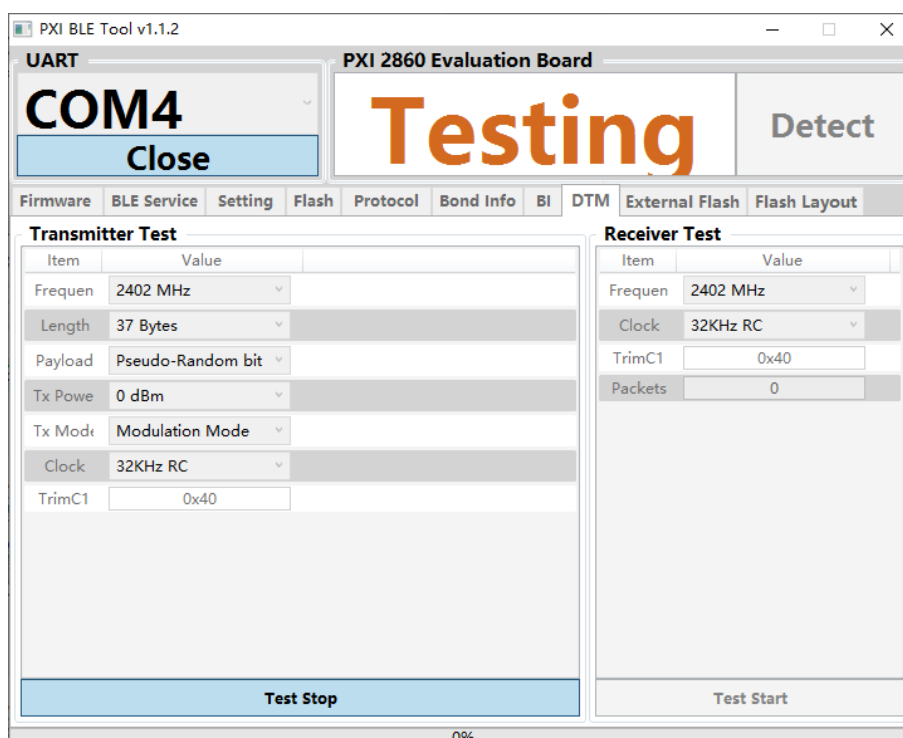 PXI BLE Tool v1.1.2
UART
COM4
Close
PXI 2860 Evaluation Board
Testing
Detect
Firmware BLE Service Setting Flash Protocol Bond Info BI DTM External Flash Flash Layout
Transmitter Test
Item Value
Frequen 2402 MHz
Length 37 Bytes
Payload Pseudo-Random bit
Tx Powe 0 dBm
Tx Mode Modulation Mode
Clock 32KHz RC
TrimC1 0x40
Test Stop
Receiver Test
Item Value
Frequen 2402 MHz
Clock 32KHz RC
TrimC1 0x40
Packets 0
Test Start
0%